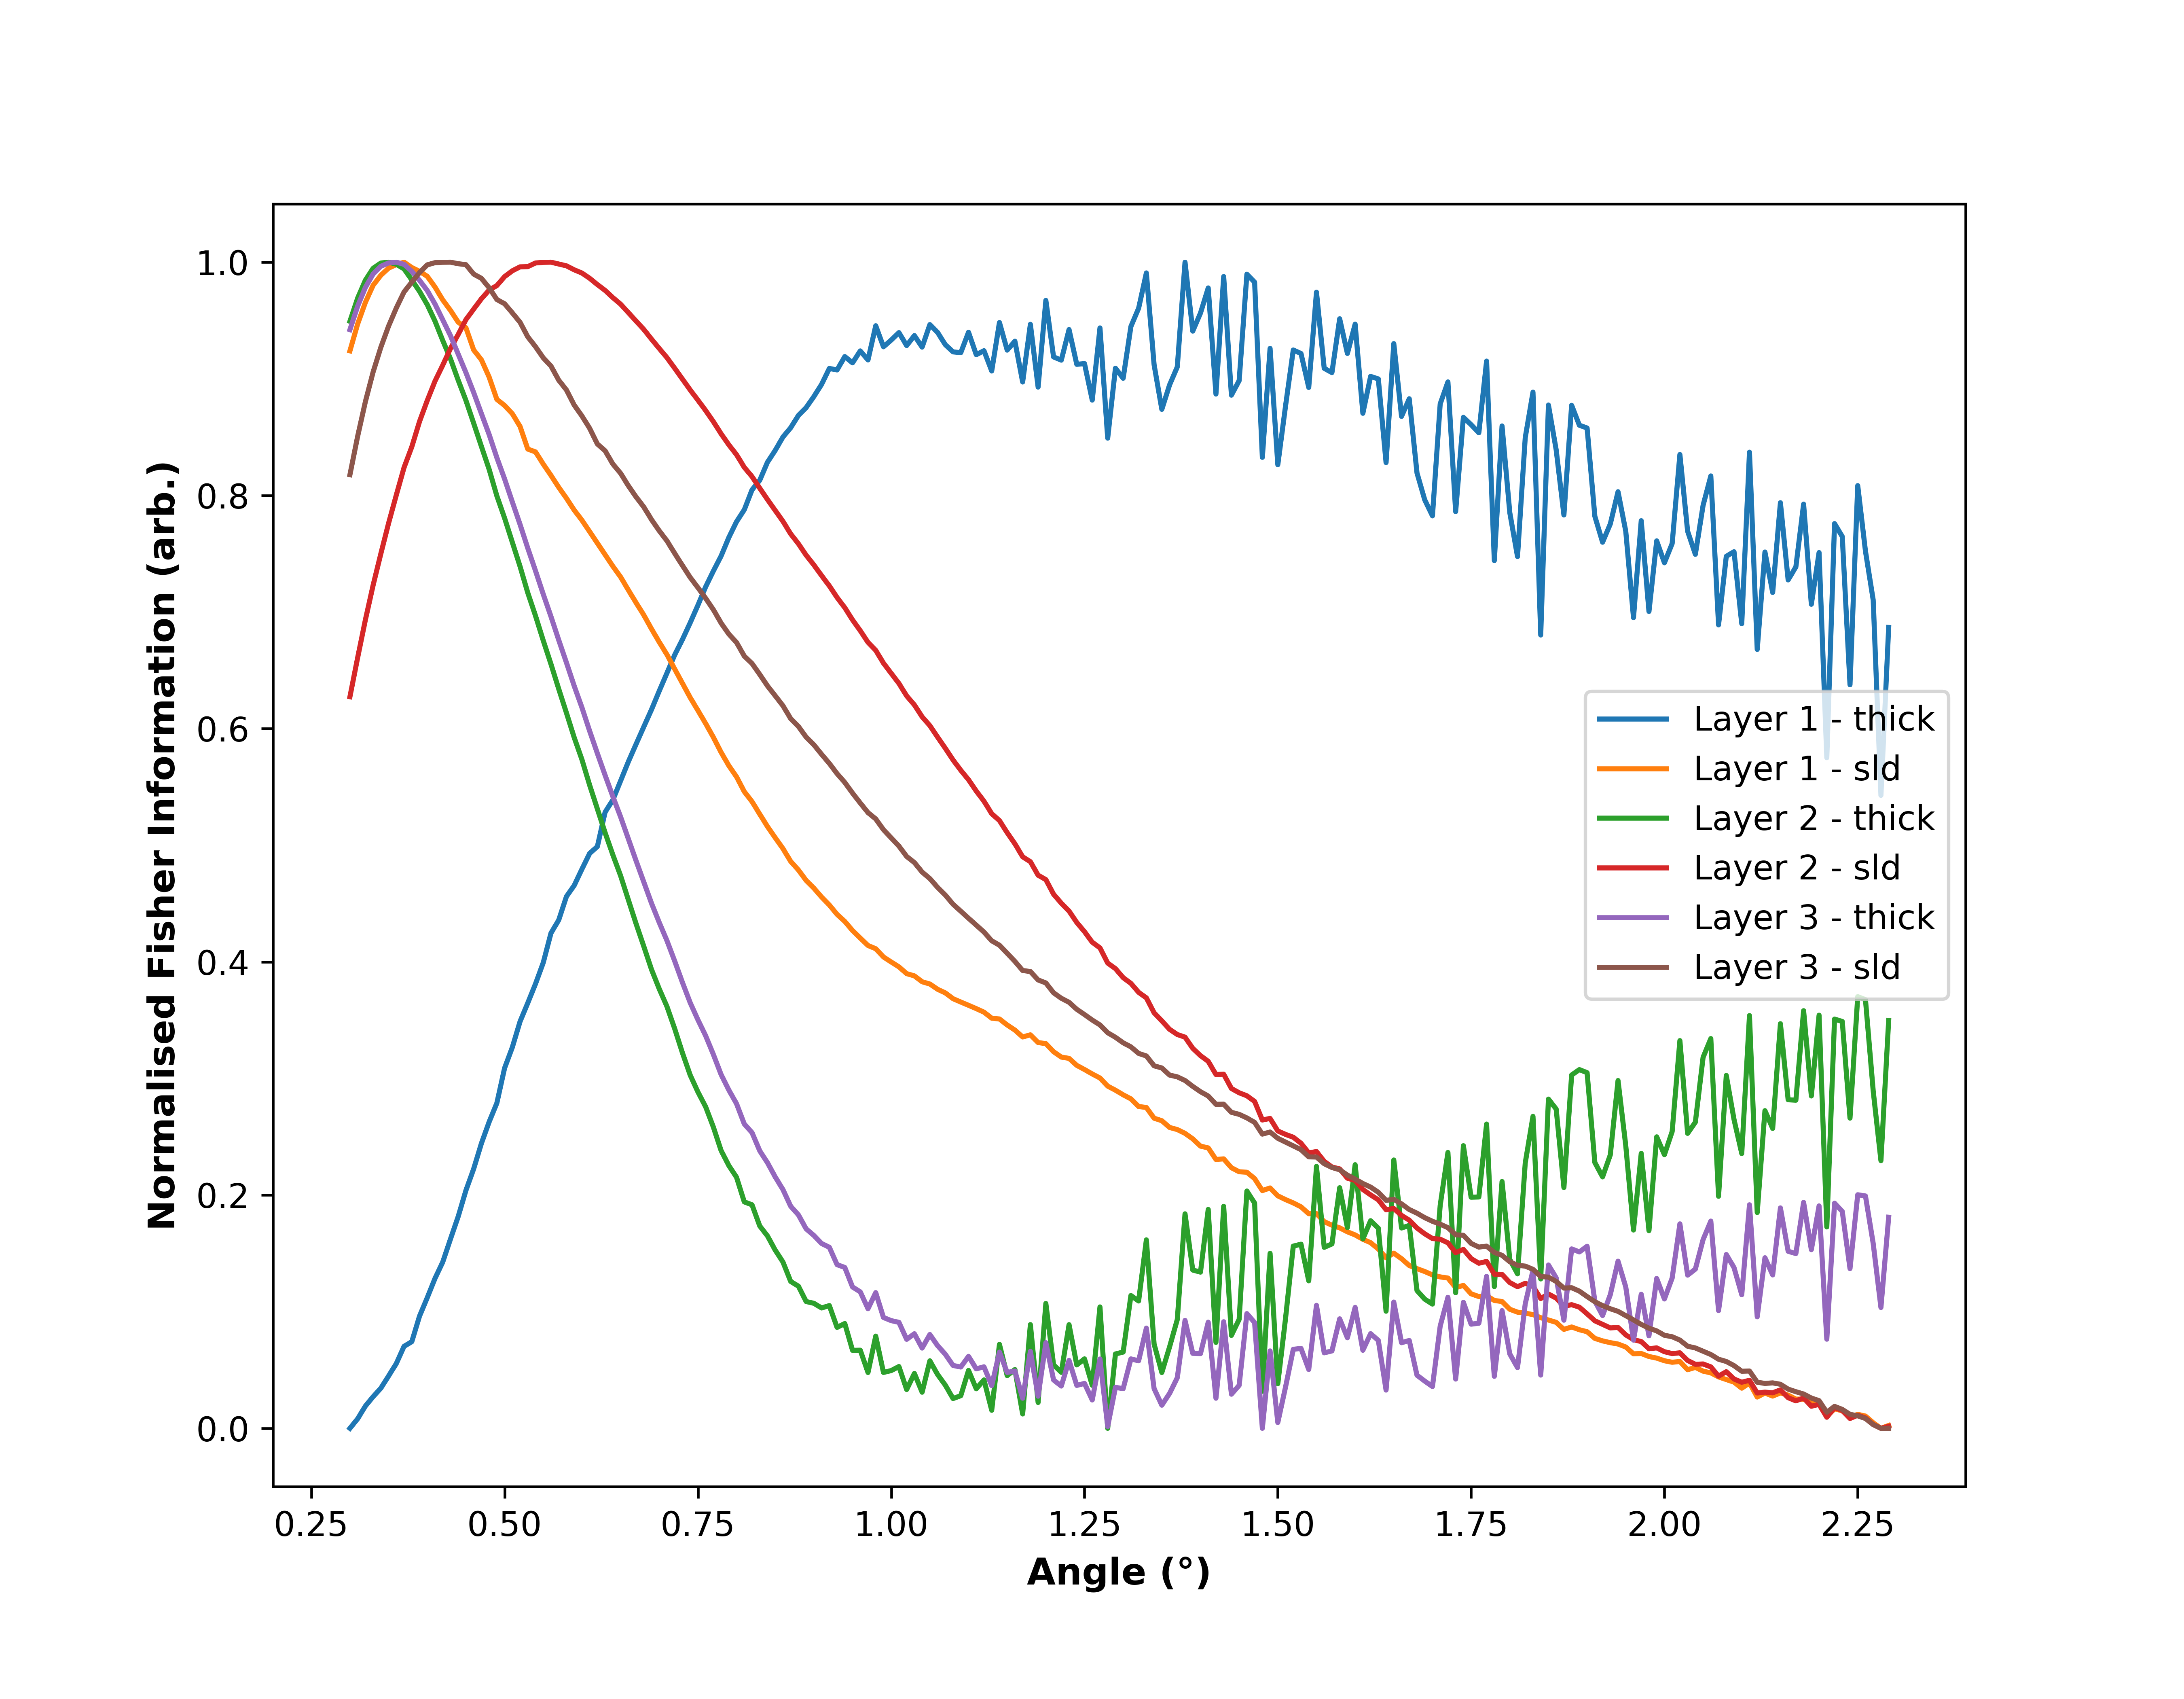 Normalised Fisher Information (arb.)
1.0
0.8
0.6
0.4
0.2
0.0
Layer 1 - thick
Layer 1 - sld
Layer 2 - thick
Layer 2 - sld
Layer 3 - thick
Layer 3 - sld
0.25 0.50 0.75 1.00 1.25 1.50 1.75 2.00 2.25
Angle (°)